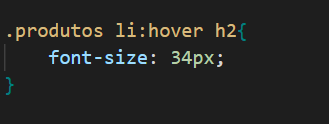 .produtos li:hover h2{
    font-size: 34px;
}